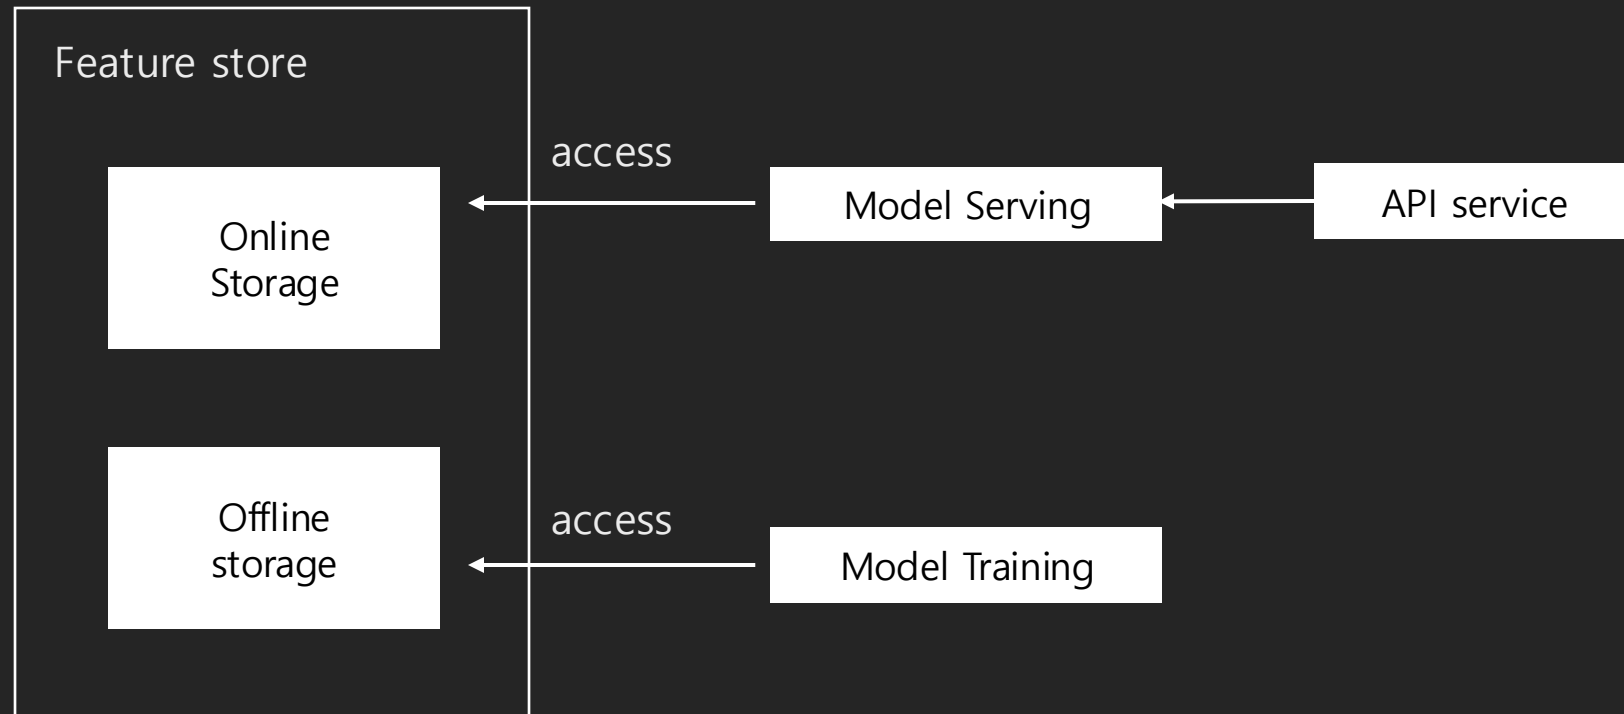 Feature store
access
Model Serving
API service
Online
Storage
access
Offline
storage
Model Training